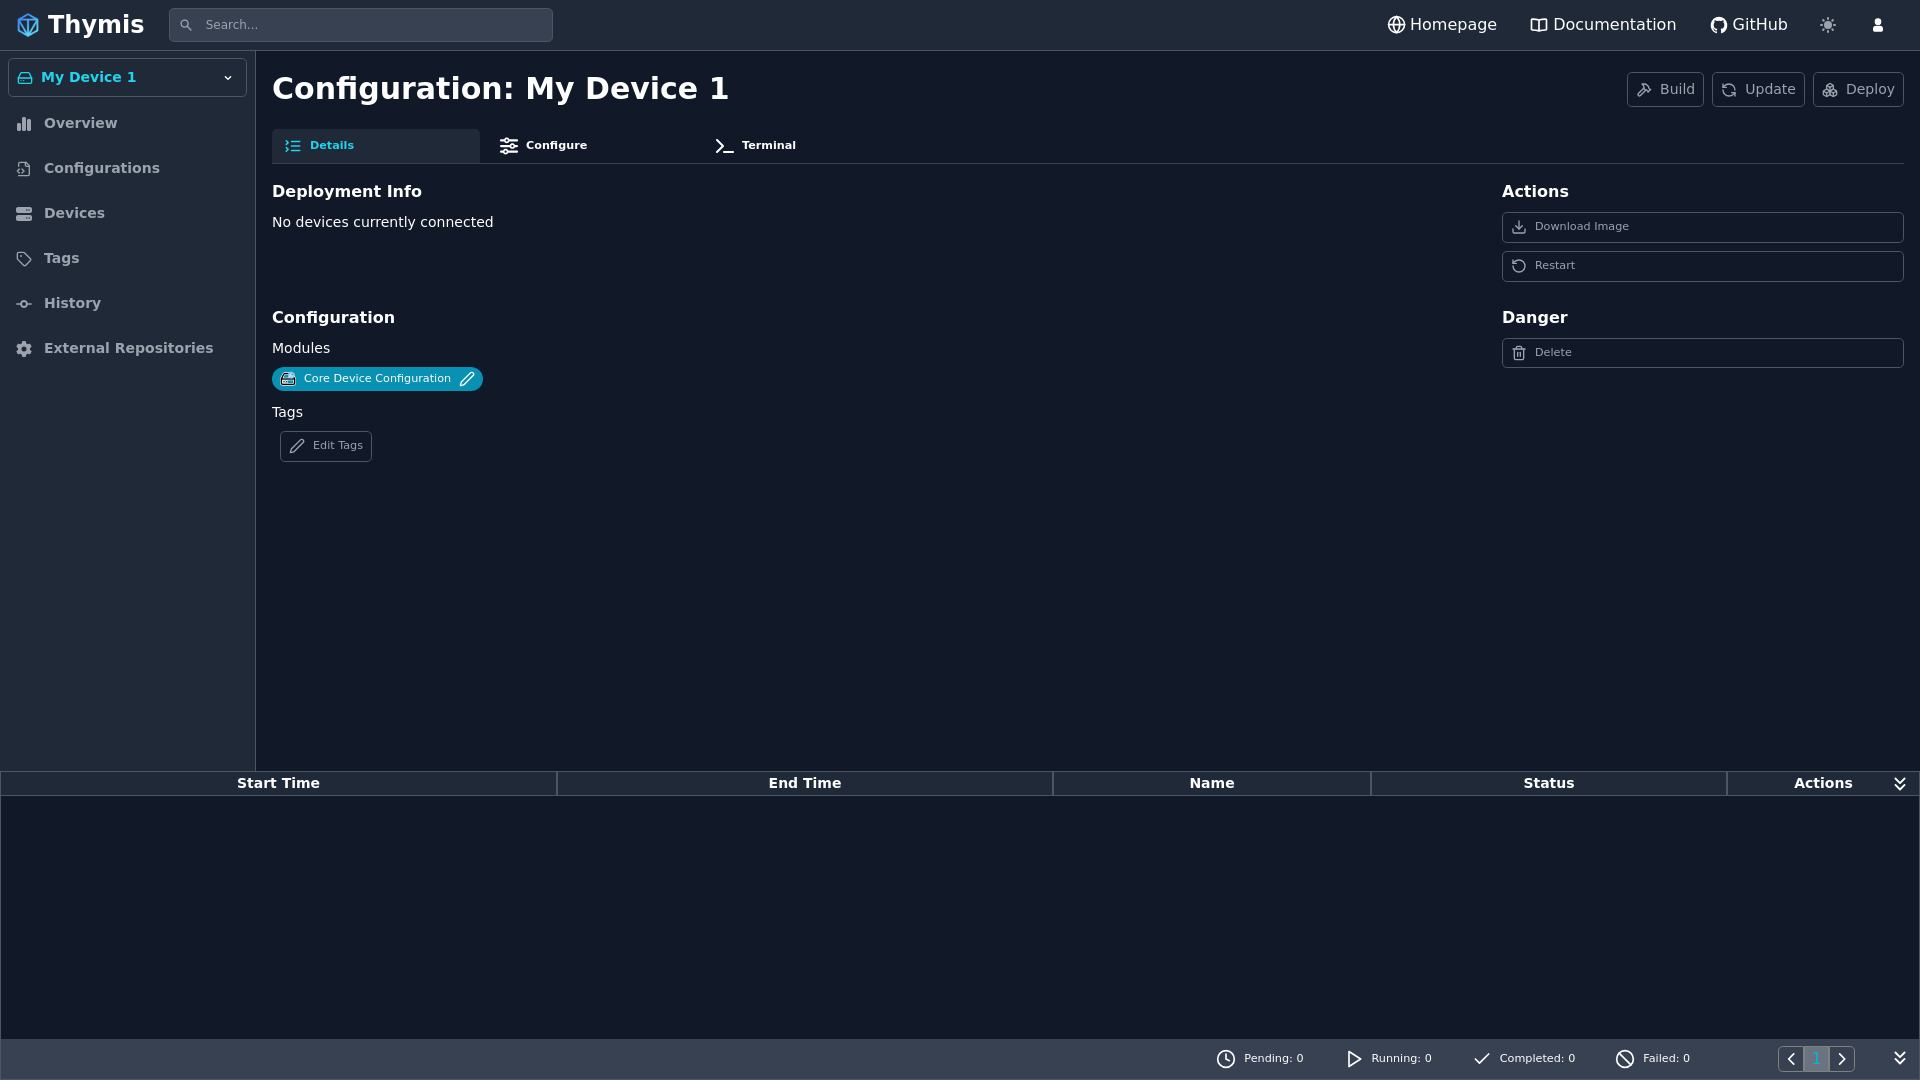 Thymis
Search...
Homepage
Documentation
GitHub
My Device 1
Overview
Configurations
Devices
Tags
History
External Repositories
Configuration: My Device 1
Build
Update
Deploy
Details
Configure
Terminal
Deployment Info
No devices currently connected
Actions
Download Image
Restart
Configuration
Modules
Core Device Configuration
Tags
Edit Tags
Danger
Delete
Start Time
End Time
Name
Status
Actions
Pending: 0
Running: 0
Completed: 0
Failed: 0
1